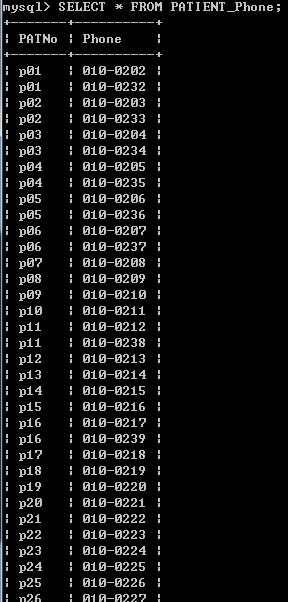 mysql> SELECT * FROM PATIENT_Phone;
+-------+----------+
¦ PATNo ¦ Phone    ¦
+-------+----------+
¦ p01   ¦ 010-0202 ¦
¦ p01   ¦ 010-0232 ¦
¦ p02   ¦ 010-0203 ¦
¦ p02   ¦ 010-0233 ¦
¦ p03   ¦ 010-0204 ¦
¦ p03   ¦ 010-0234 ¦
¦ p04   ¦ 010-0205 ¦
¦ p04   ¦ 010-0235 ¦
¦ p05   ¦ 010-0206 ¦
¦ p05   ¦ 010-0236 ¦
¦ p06   ¦ 010-0207 ¦
¦ p06   ¦ 010-0237 ¦
¦ p07   ¦ 010-0208 ¦
¦ p08   ¦ 010-0209 ¦
¦ p09   ¦ 010-0210 ¦
¦ p10   ¦ 010-0211 ¦
¦ p11   ¦ 010-0212 ¦
¦ p11   ¦ 010-0238 ¦
¦ p12   ¦ 010-0213 ¦
¦ p13   ¦ 010-0214 ¦
¦ p14   ¦ 010-0215 ¦
¦ p15   ¦ 010-0216 ¦
¦ p16   ¦ 010-0217 ¦
¦ p16   ¦ 010-0239 ¦
¦ p17   ¦ 010-0218 ¦
¦ p18   ¦ 010-0219 ¦
¦ p19   ¦ 010-0220 ¦
¦ p20   ¦ 010-0221 ¦
¦ p21   ¦ 010-0222 ¦
¦ p22   ¦ 010-0223 ¦
¦ p23   ¦ 010-0224 ¦
¦ p24   ¦ 010-0225 ¦
¦ p25   ¦ 010-0226 ¦
¦ p26   ¦ 010-0227 ¦